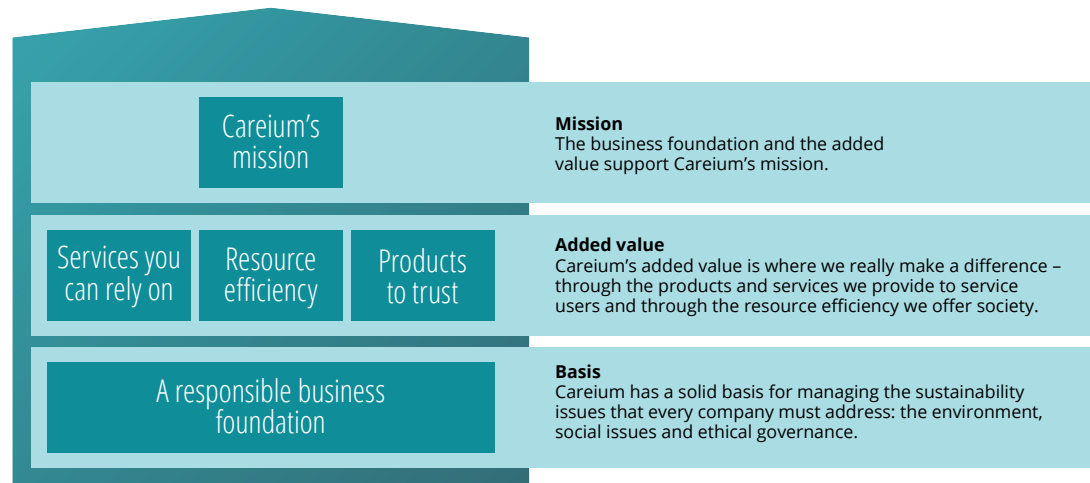 Careium's
mission
Mission
The business foundation and the added
value support Careium's mission.
Services you
can rely on
Resource
efficiency
Products
to trust
Added value
Careium's added value is where we really make a difference –
through the products and services we provide to service
users and through the resource efficiency we offer society.
A responsible business
foundation
Basis
Careium has a solid basis for managing the sustainability
issues that every company must address: the environment,
social issues and ethical governance.